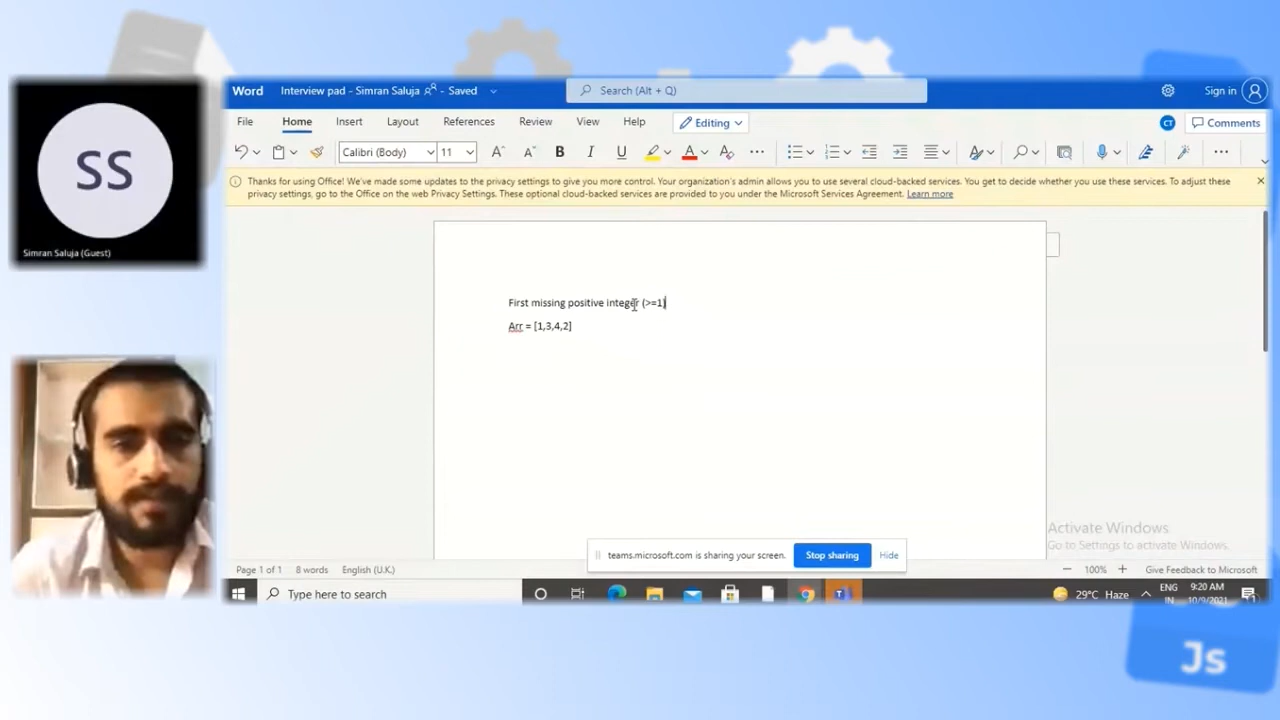 SS
Simran Saluja (Guest)
Word
Interview pad - Simran Saluja - Saved
Search (Alt + Q)
Sign in
File Home Insert Layout References Review View Help
Editing
CT
Comments
Calibri (Body) 11
Thanks for using Office! We've made some updates to the privacy settings to give you more control. Your organization's admin allows you to use several cloud-backed services. You get to decide whether you use these services. To adjust these
privacy settings, go to the Office on the web Privacy Settings. These optional cloud-backed services are provided to you under the Microsoft Services Agreement. Learn more
First missing positive integer (>=1)
Arr = [1,3,4,2]
Activate Windows
Go to Settings to activate Windows.
teams.microsoft.com is sharing your screen.
Stop sharing
Hide
Page 1 of 1 8 words English (U.K.)
100%
Give Feedback to Microsoft
Type here to search
29°C Haze
ENG
IN
9:20 AM
10/9/2021
Js